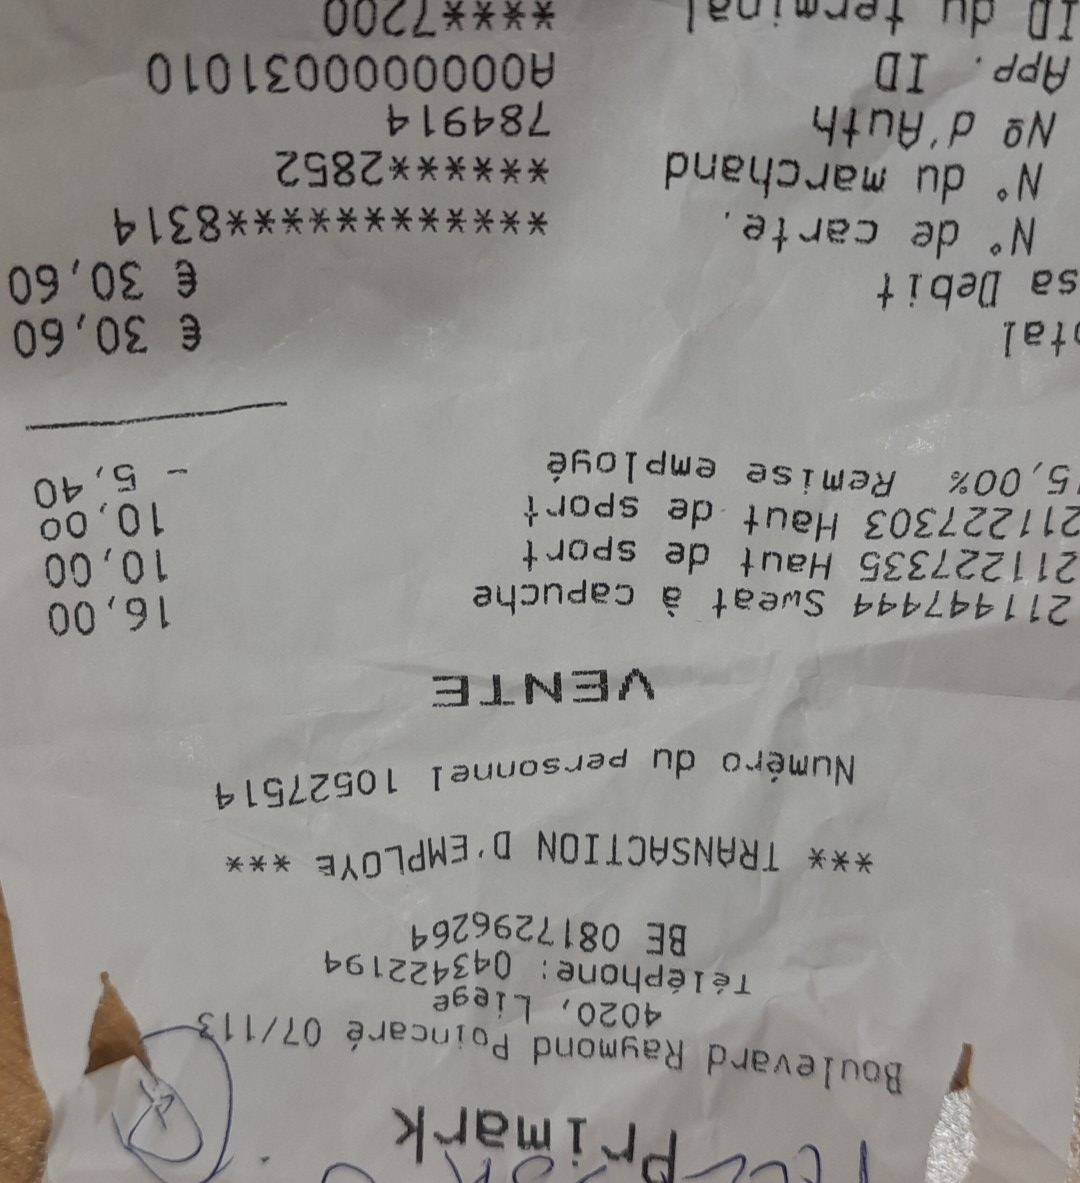 Primark
Boulevard Raymond Poincaré 07/113
4020, Liege
Téléphone: 043422194
BE 0817296264
*** TRANSACTION D'EMPLOYE ***
Numéro du personnel 10527514
VENTE
211447444 Sweat à capuche 16,00
211227335 Haut de sport 10,00
211227303 Haut de sport 10,00
5,00% Remise employé - 5,40
otal € 30,60
sa Debit € 30,60
N° de carte. ************8314
N° du marchand ******2852
Nº d'Auth 784914
App. ID A0000000031010
ID du terminal ****7200